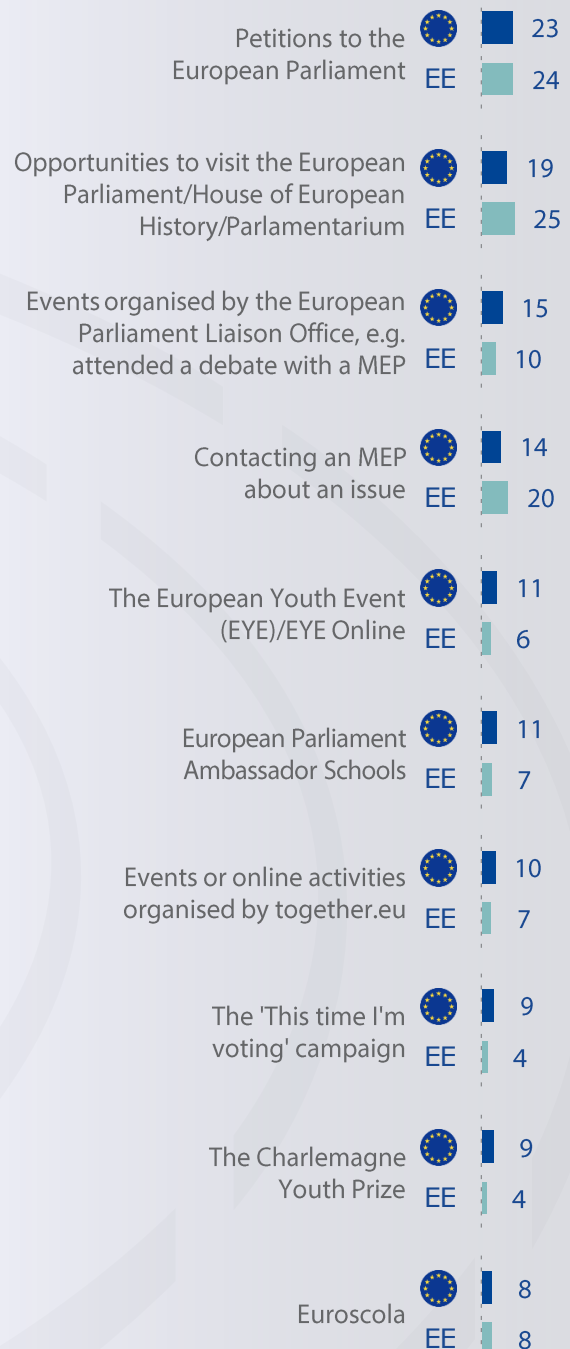 Petitions to the
European Parliament
23
EE
24
Opportunities to visit the European
Parliament/House of European
History/Parlamentarium
19
EE
25
Events organised by the European
Parliament Liaison Office, e.g.
attended a debate with a MEP
15
EE
10
Contacting an MEP
about an issue
14
EE
20
The European Youth Event
(EYE)/EYE Online
11
EE
6
European Parliament
Ambassador Schools
11
EE
7
Events or online activities
organised by together.eu
10
EE
7
The 'This time I'm
voting' campaign
9
EE
4
The Charlemagne
Youth Prize
9
EE
4
Euroscola
8
EE
8